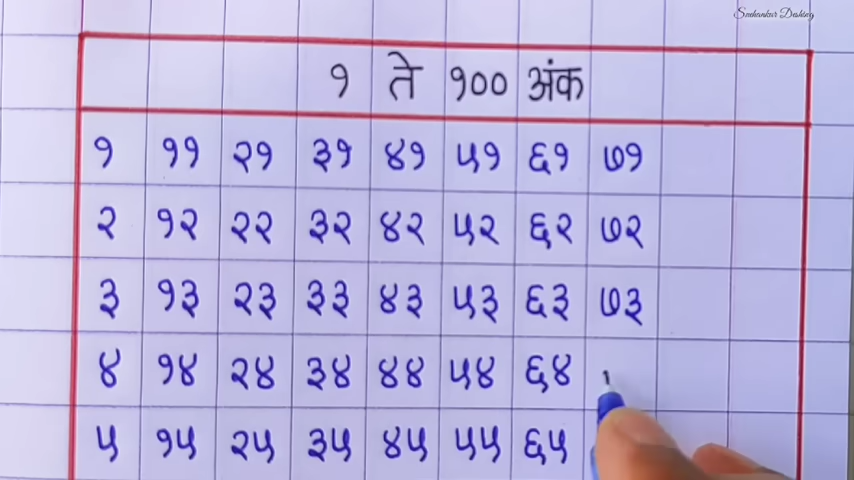 Suchankar Deshing
१ ते १०० अंक
१ ११ २१ ३१ ४१ ५१ ६१ ७१
२ १२ २२ ३२ ४२ ५२ ६२ ७२
३ १३ २३ ३३ ४३ ५३ ६३ ७३
४ १४ २४ ३४ ४४ ५४ ६४
५ १५ २५ ३५ ४५ ५५ ६५